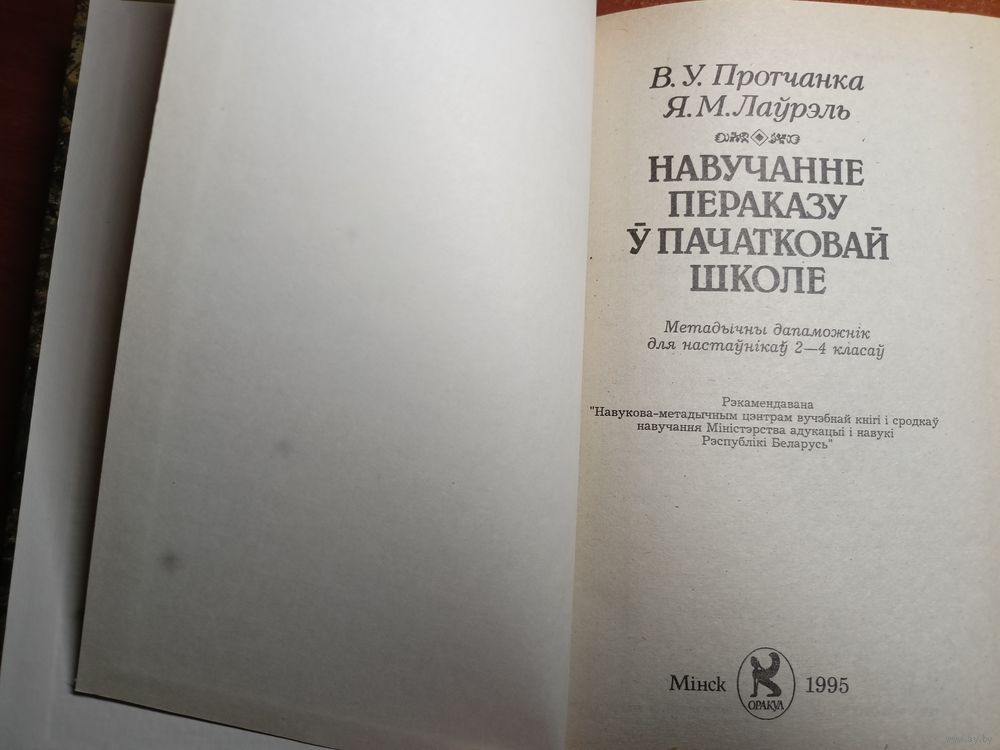 В. У. Протчанка
Я. М. Лаўрэль
НАВУЧАННЕ
ПЕРАКАЗУ
Ў ПАЧАТКОВАЙ
ШКОЛЕ
Метадычны дапаможнік
для настаўнікаў 2—4 класаў
Рэкамендавана
"Навукова-метадычным цэнтрам вучэбнай кнігі і сродкаў
навучання Міністэрства адукацыі і навукі
Рэспублікі Беларусь"
Мінск ОРАКУЛ 1995